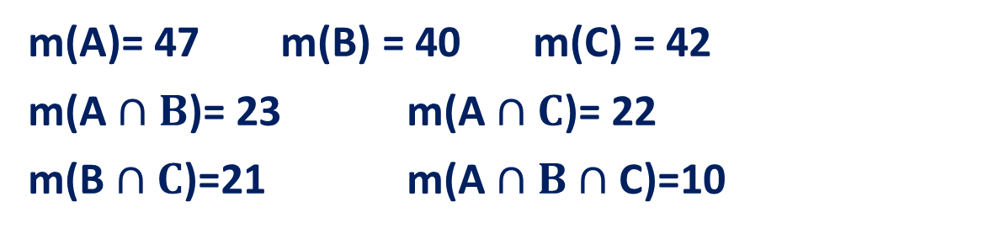 m(A)= 47 m(B) = 40 m(C) = 42
m(A ∩ B)= 23 m(A ∩ C)= 22
m(B ∩ C)=21 m(A ∩ B ∩ C)=10